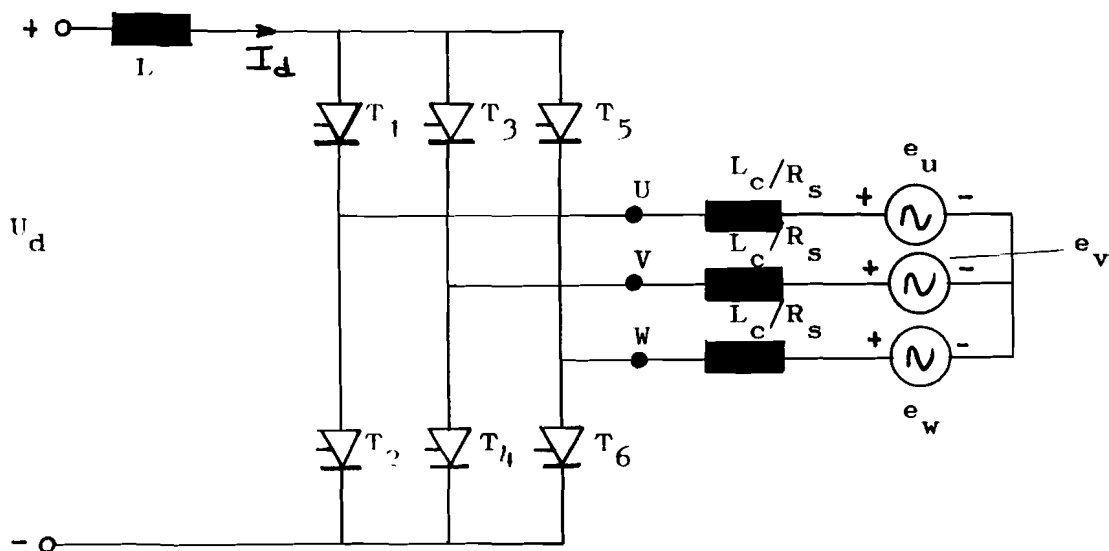 +
L
I_d
T_1
T_3
T_5
U_d
U
V
W
L_c/R_s
L_c/R_s
L_c/R_s
+
-
+
-
+
-
e_u
e_v
e_w
T_2
T_4
T_6
-